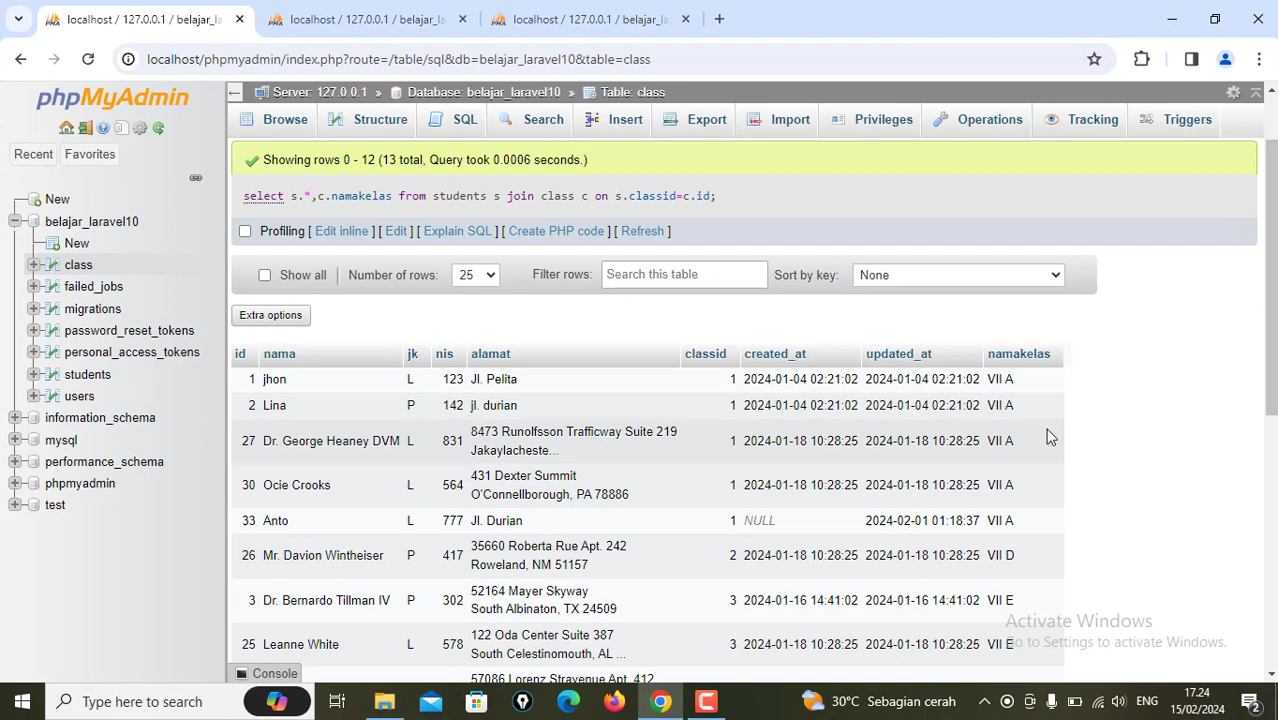 localhost / 127.0.0.1 / belajar_la
localhost / 127.0.0.1 / belajar_la
localhost / 127.0.0.1 / belajar_la
localhost/phpmyadmin/index.php?route=/table/sql&db=belajar_laravel10&table=class
phpMyAdmin
Recent Favorites
New
belajar_laravel10
New
class
failed_jobs
migrations
password_reset_tokens
personal_access_tokens
students
users
information_schema
mysql
performance_schema
phpmyadmin
test
Server: 127.0.0.1 » Database: belajar_laravel10 » Table: class
Browse Structure SQL Search Insert Export Import Privileges Operations Tracking Triggers
Showing rows 0 - 12 (13 total, Query took 0.0006 seconds.)
select s.*,c.namakelas from students s join class c on s.classid=c.id;
Profiling [ Edit inline ] [ Edit ] [ Explain SQL ] [ Create PHP code ] [ Refresh ]
Show all Number of rows: 25 Filter rows: Search this table Sort by key: None
Extra options
id nama jk nis alamat classid created_at updated_at namakelas
1 jhon L 123 Jl. Pelita 1 2024-01-04 02:21:02 2024-01-04 02:21:02 VII A
2 Lina P 142 jl. durian 1 2024-01-04 02:21:02 2024-01-04 02:21:02 VII A
27 Dr. George Heaney DVM L 831 8473 Runolfsson Trafficway Suite 219 1 2024-01-18 10:28:25 2024-01-18 10:28:25 VII A
Jakaylacheste...
30 Ocie Crooks L 564 431 Dexter Summit 1 2024-01-18 10:28:25 2024-01-18 10:28:25 VII A
O'Connellborough, PA 78886
33 Anto L 777 Jl. Durian 1 NULL 2024-02-01 01:18:37 VII A
26 Mr. Davion Wintheiser P 417 35660 Roberta Rue Apt. 242 2 2024-01-18 10:28:25 2024-01-18 10:28:25 VII D
Roweland, NM 51157
3 Dr. Bernardo Tillman IV P 302 52164 Mayer Skyway 3 2024-01-16 14:41:02 2024-01-16 14:41:02 VII E
South Albinaton, TX 24509
25 Leanne White L 578 122 Oda Center Suite 387 3 2024-01-18 10:28:25 2024-01-18 10:28:25 VII E
South Celestinomouth, AL ...
57086 Lorenz Stravenue Apt. 412
Activate Windows
Go to Settings to activate Windows.
Console
Type here to search
30°C Sebagian cerah
ENG
17.24
15/02/2024
2